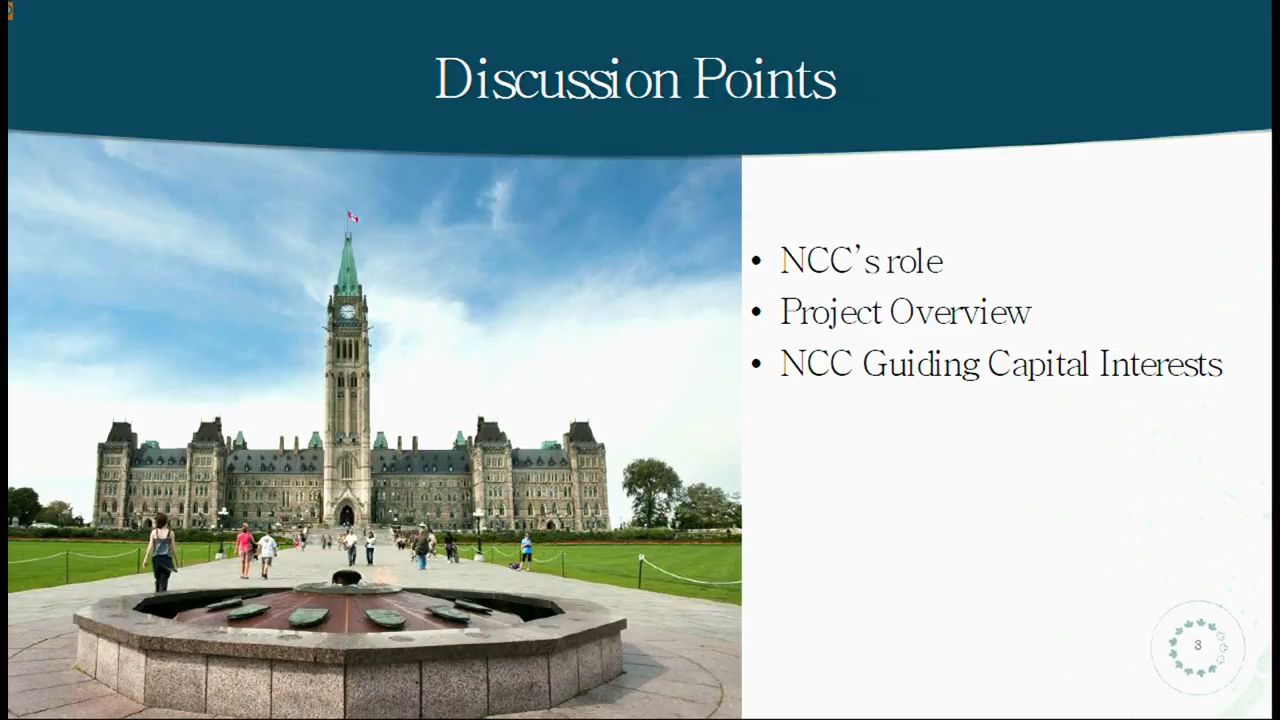 Discussion Points
• NCC's role
• Project Overview
• NCC Guiding Capital Interests
3